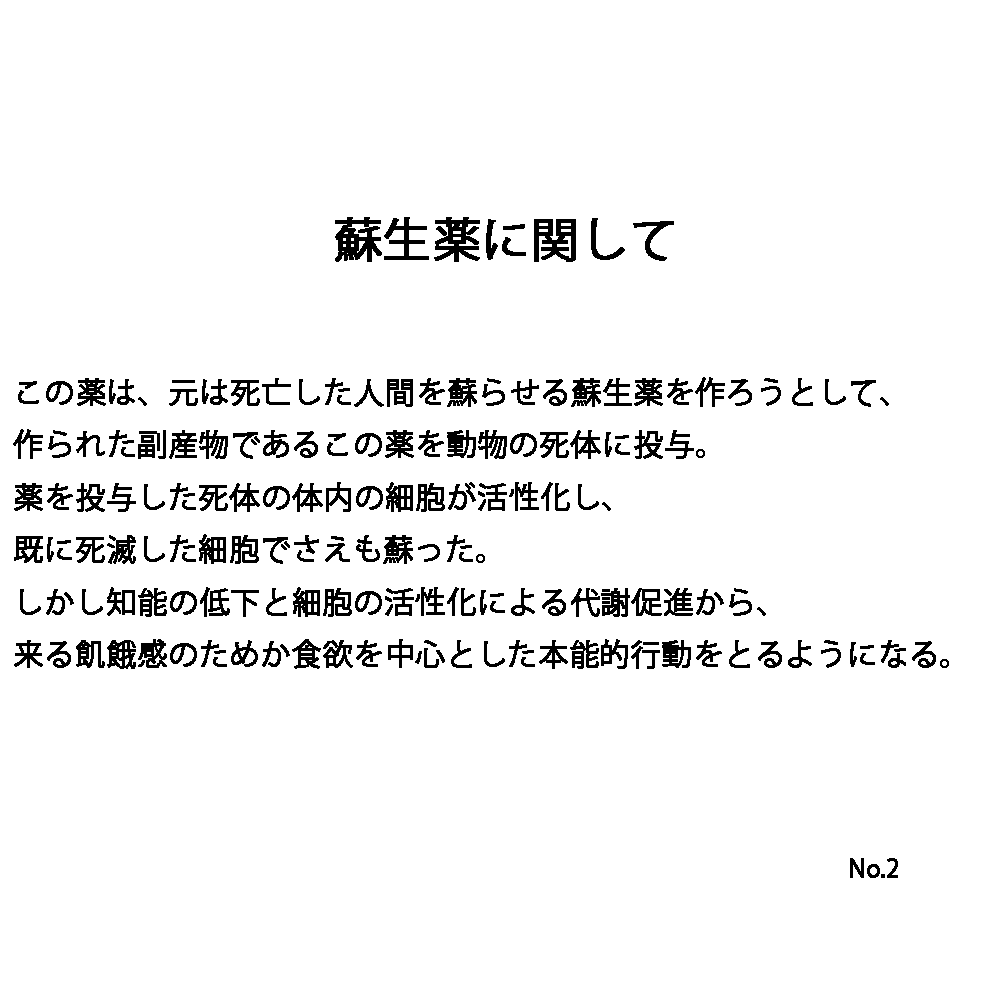 蘇生薬に関して
この薬は、元は死亡した人間を蘇らせる蘇生薬を作ろうとして、
作られた副産物であるこの薬を動物の死体に投与。
薬を投与した死体の体内の細胞が活性化し、
既に死滅した細胞でさえも蘇った。
しかし知能の低下と細胞の活性化による代謝促進から、
来る飢餓感のためか食欲を中心とした本能的行動をとるようになる。
No.2